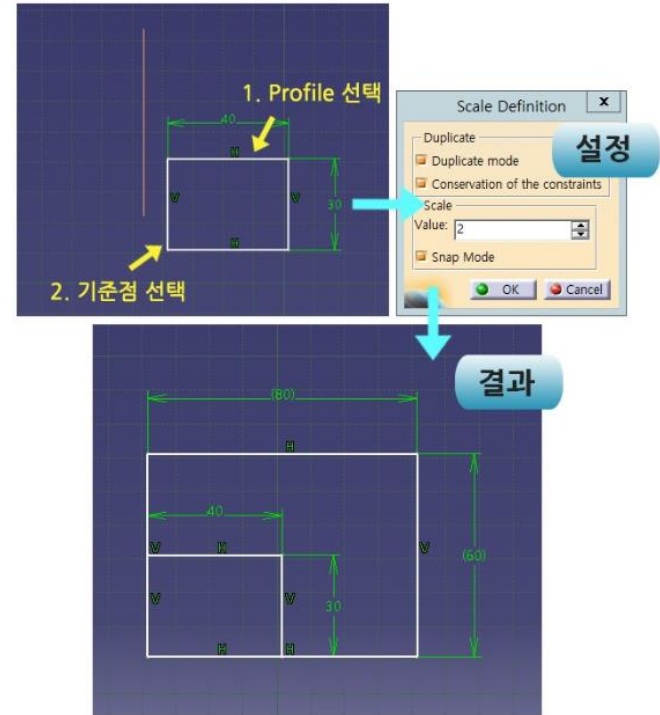 1. Profile 선택
40
H
V
V
30
H
2. 기준점 선택
Scale Definition
x
설정
Duplicate
Duplicate mode
Conservation of the constraints
Scale
Value: 2
Snap Mode
OK
Cancel
결과
(80)
H
40
V
H
V
(60)
V
V
30
H
H